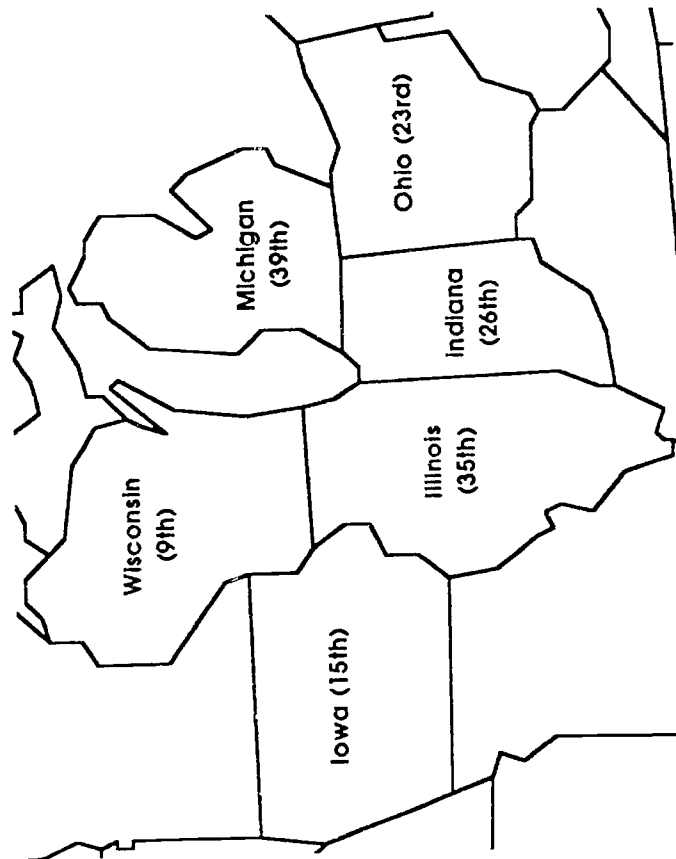 Wisconsin
(9th)
Michigan
(39th)
Iowa (15th)
Illinois
(35th)
Indiana
(26th)
Ohio (23rd)